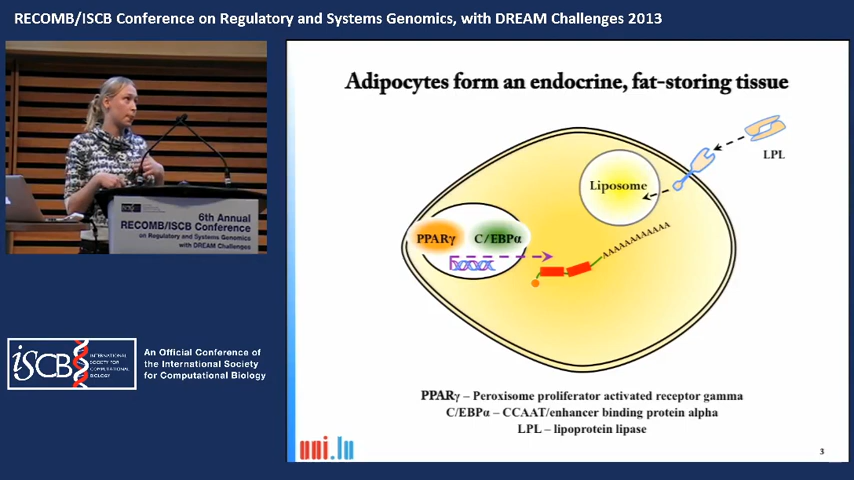 RECOMB/ISCB Conference on Regulatory and Systems Genomics, with DREAM Challenges 2013
6th Annual
RECOMB/ISCB Conference
on Regulatory and Systems Genomics
with DREAM Challenges
iSCB
INTERNATIONAL
SOCIETY FOR
COMPUTATIONAL
BIOLOGY
An Official Conference of
the International Society
for Computational Biology
Adipocytes form an endocrine, fat-storing tissue
LPL
Liposome
PPARγ
C/EBPα
AAAAAAAAAAA
PPARγ – Peroxisome proliferator activated receptor gamma
C/EBPα – CCAAT/enhancer binding protein alpha
LPL – lipoprotein lipase
uni.lu
3